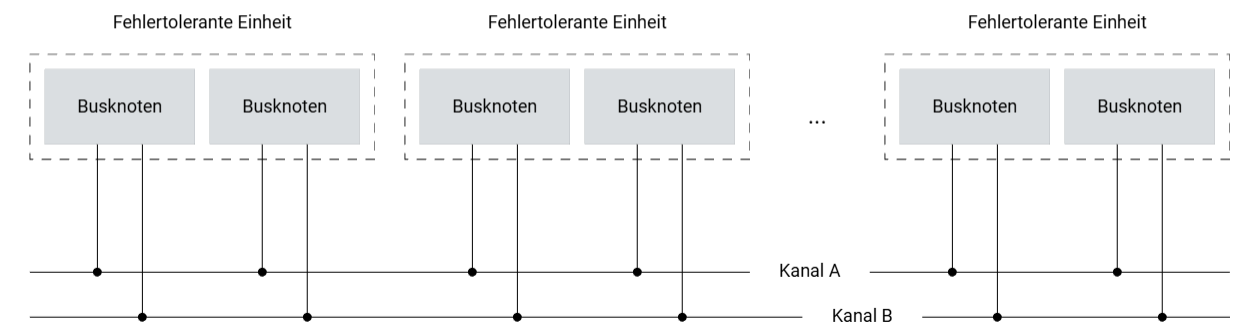 Fehlertolerante Einheit
Fehlertolerante Einheit
Fehlertolerante Einheit
Busknoten
Busknoten
Busknoten
Busknoten
...
Busknoten
Busknoten
Kanal A
Kanal B